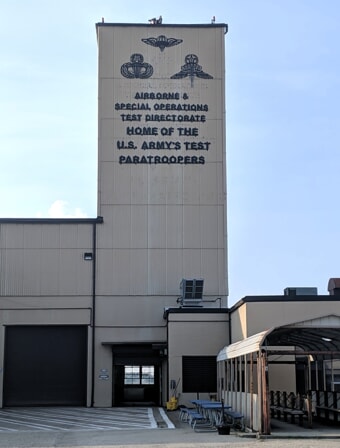 AIRBORNE &
SPECIAL OPERATIONS
TEST DIRECTORATE
HOME OF THE
U.S. ARMY'S TEST
PARATROOPERS